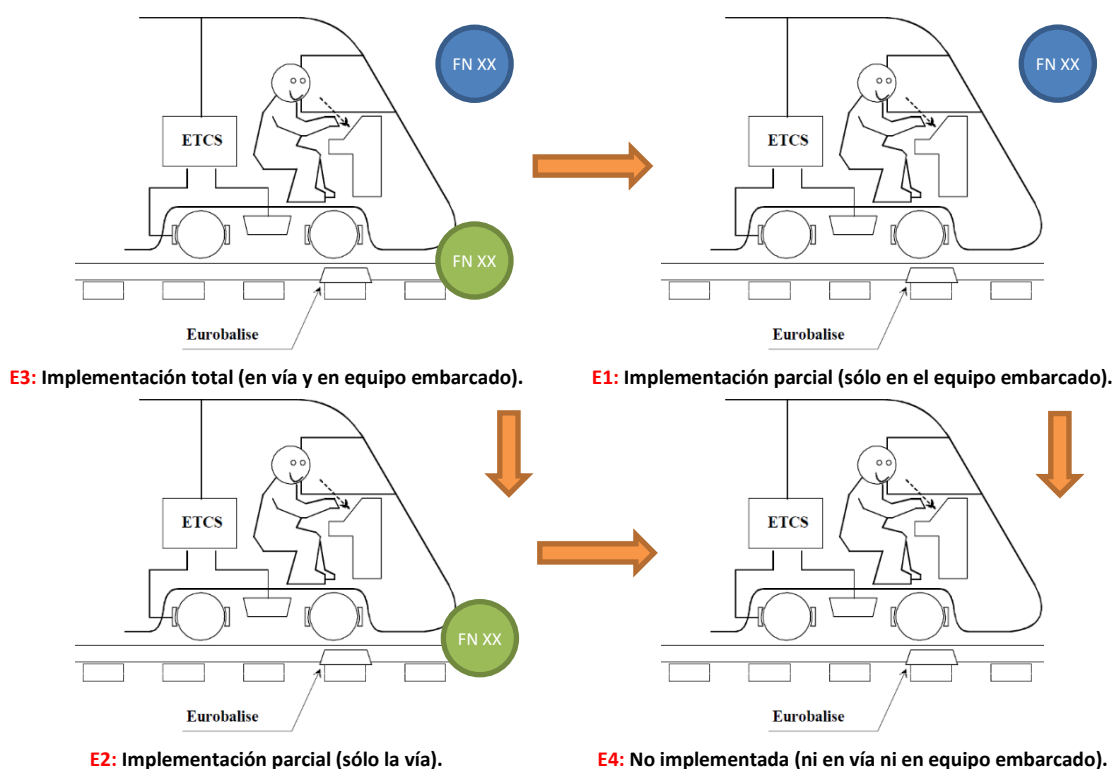 FN XX
FN XX
ETCS
ETCS
FN XX
Eurobalise
Eurobalise
E3: Implementación total (en vía y en equipo embarcado).
E1: Implementación parcial (sólo en el equipo embarcado).
ETCS
ETCS
FN XX
Eurobalise
Eurobalise
E2: Implementación parcial (sólo la vía).
E4: No implementada (ni en vía ni en equipo embarcado).